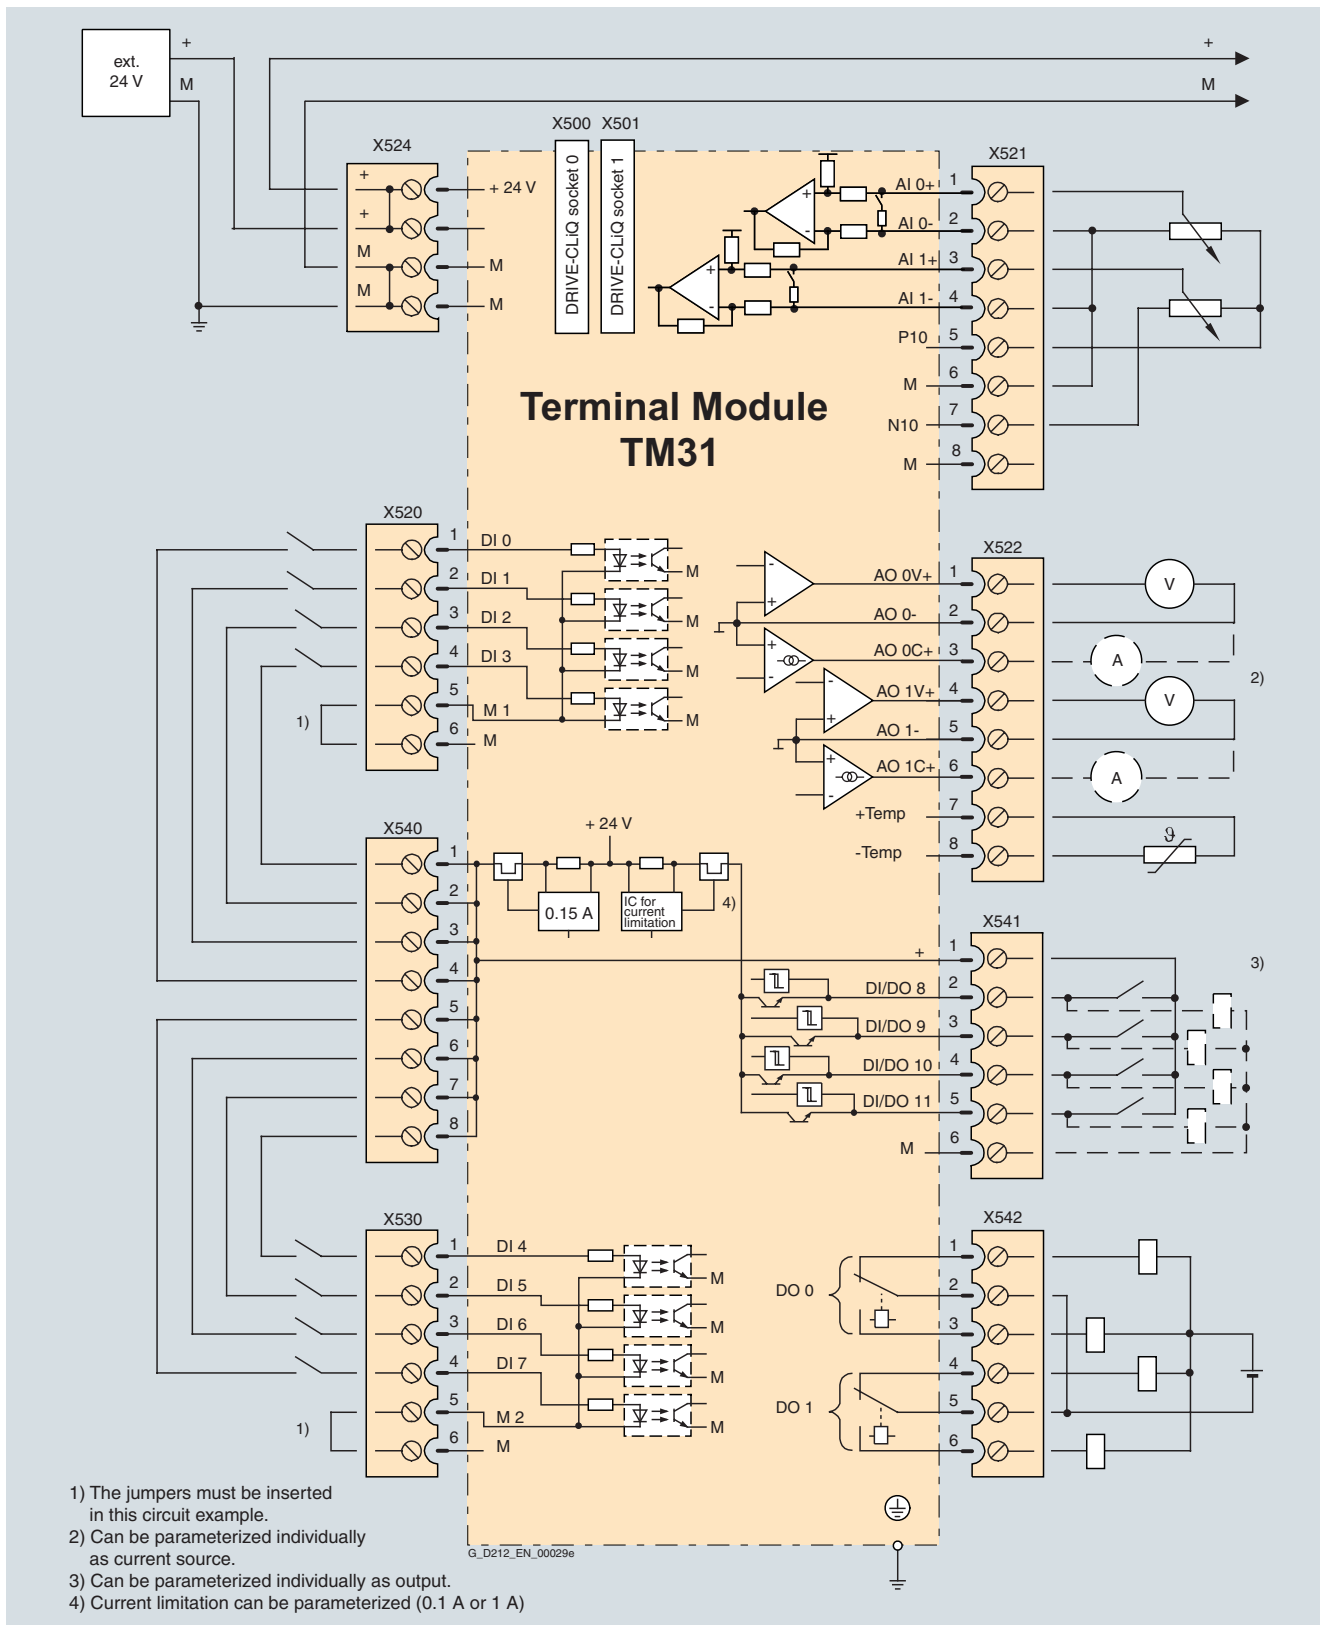 ext.
24 V
+
M
+
M
X524
+
+
M
M
+ 24 V
M
M
X500
X501
DRIVE-CLiQ socket 0
DRIVE-CLiQ socket 1
+
-
+
-
X521
AI 0+
1
AI 0-
2
AI 1+
3
AI 1-
4
P10
5
M
6
N10
7
M
8
Terminal Module
TM31
X520
1
DI 0
2
DI 1
3
DI 2
4
DI 3
5
M 1
6
M
1)
M
M
M
M
X522
-
+
+
-
-
+
+
-
AO 0V+
1
AO 0-
2
AO 0C+
3
AO 1V+
4
AO 1-
5
AO 1C+
6
+Temp
7
-Temp
8
V
A
V
A
2)
ϑ
X540
1
2
3
4
5
6
7
8
+ 24 V
0.15 A
IC for
current
limitation
4)
X541
+
1
DI/DO 8
2
DI/DO 9
3
DI/DO 10
4
DI/DO 11
5
M
6
3)
X530
1
DI 4
2
DI 5
3
DI 6
4
DI 7
5
M 2
6
M
1)
M
M
M
M
X542
DO 0
1
2
3
DO 1
4
5
6
1) The jumpers must be inserted
in this circuit example.
2) Can be parameterized individually
as current source.
3) Can be parameterized individually as output.
4) Current limitation can be parameterized (0.1 A or 1 A)
G_D212_EN_00029e